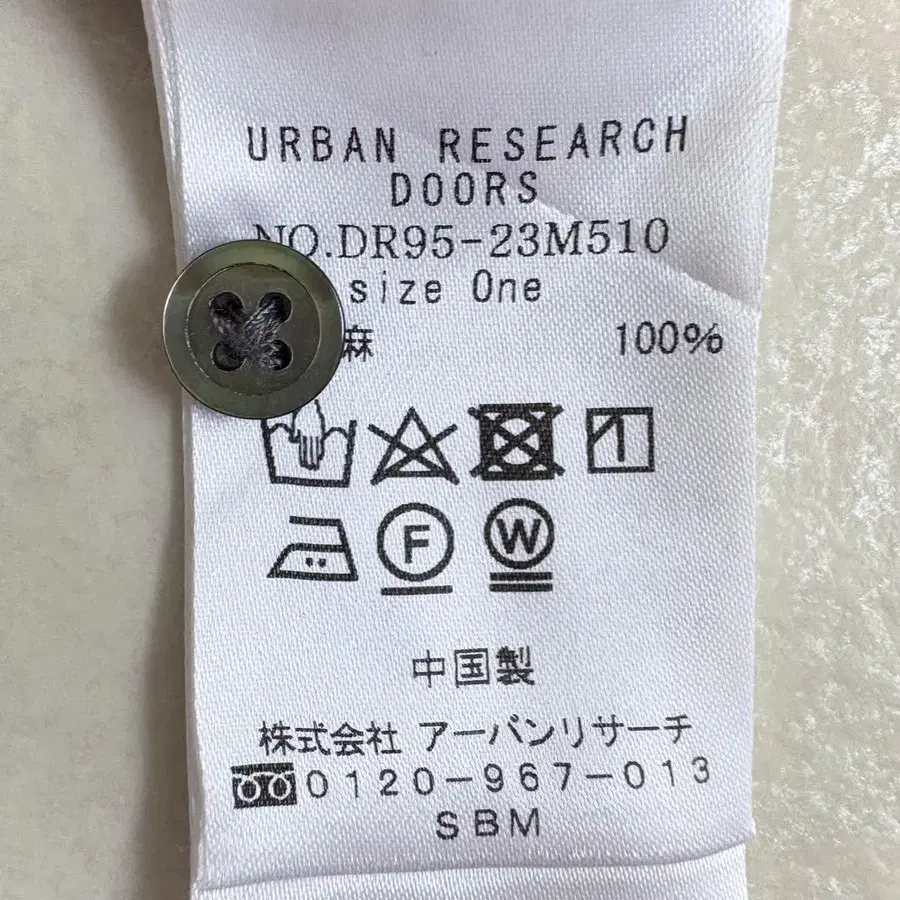 URBAN RESEARCH
DOORS
NO.DR95-23M510
size One
麻 100%
F W
中国製
株式会社 アーバンリサーチ
0120-967-013
SBM